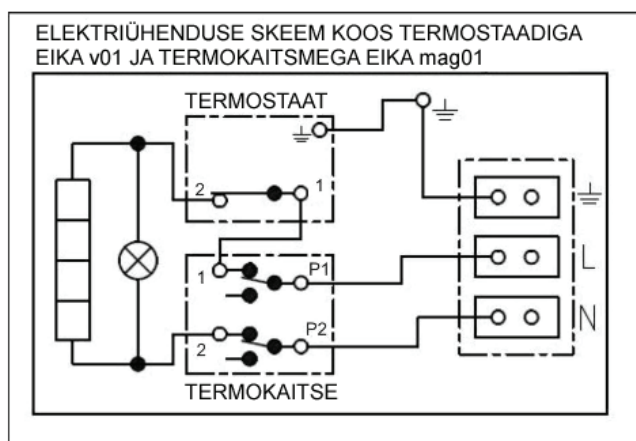 ELEKTRIÜHENDUSE SKEEM KOOS TERMOSTAADIGA
EIKA v01 JA TERMOKAITSMEGA EIKA mag01
TERMOSTAAT
2
1
1
P1
L
2
P2
N
TERMOKAITSE